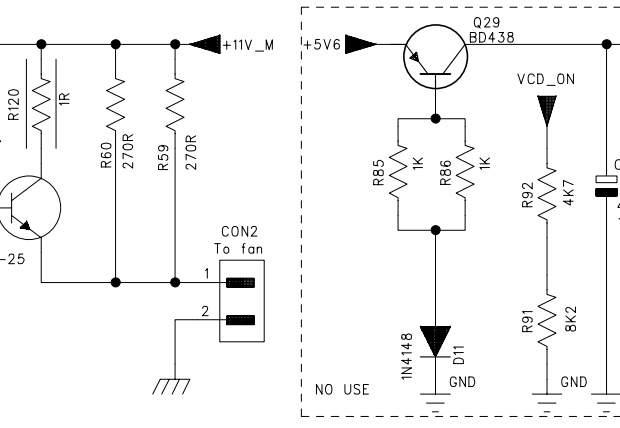 +11V_M
R120
1R
R60
270R
R59
270R
-25
CON2
To fan
1
2
+5V6
Q29
BD438
VCD_ON
R85
1K
R86
1K
R92
4K7
R91
8K2
1N4148
D11
GND
GND
NO USE
C